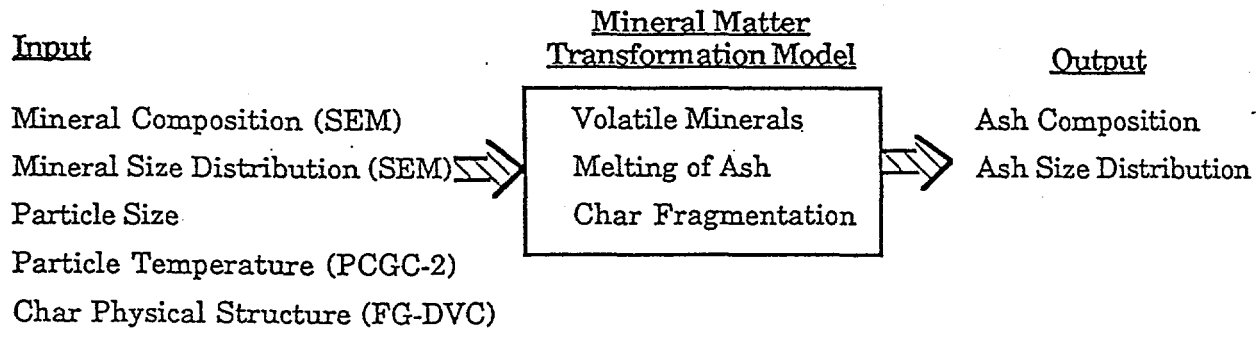 Input
Mineral Composition (SEM)
Mineral Size Distribution (SEM)
Particle Size
Particle Temperature (PCGC-2)
Char Physical Structure (FG-DVC)
Mineral Matter
Transformation Model
Volatile Minerals
Melting of Ash
Char Fragmentation
Output
Ash Composition
Ash Size Distribution